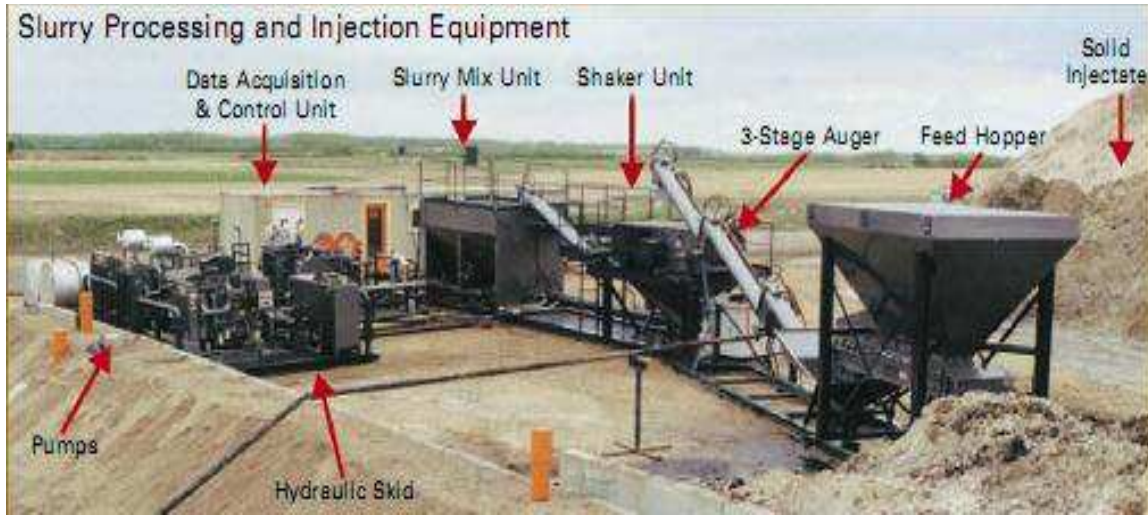 Slurry Processing and Injection Equipment
Data Acquisition
& Control Unit
Slurry Mix Unit
Shaker Unit
Solid
Injectate
3-Stage Auger
Feed Hopper
Pumps
Hydraulic Skid